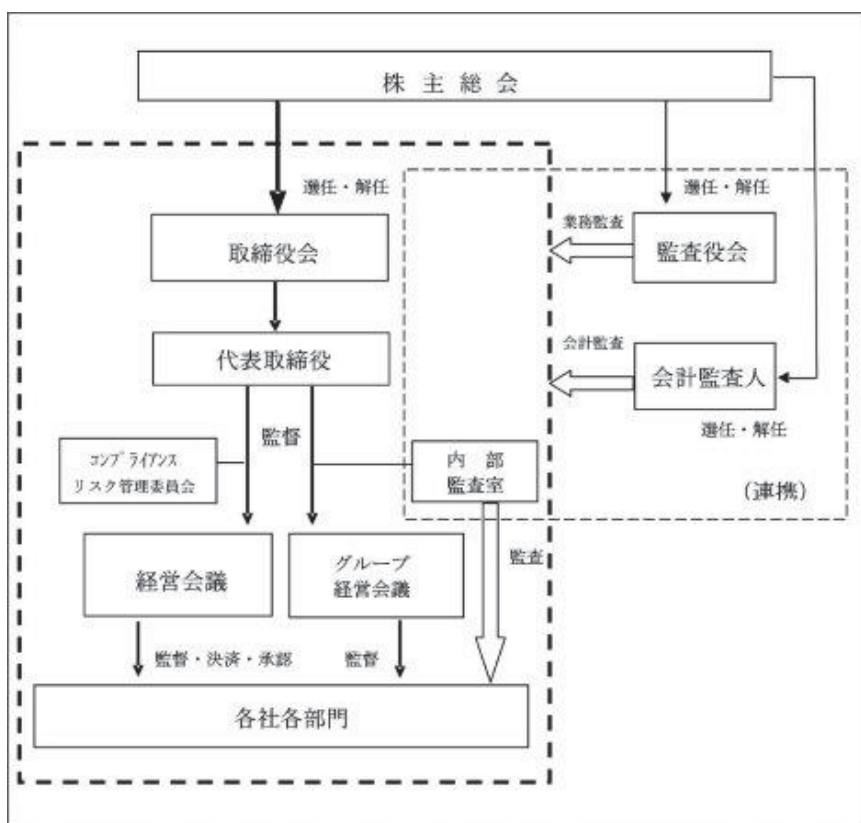 株主総会
選任・解任
選任・解任
業務監査
取締役会
監査役会
会計監査
代表取締役
会計監査人
監督
選任・解任
コンプライアンス
リスク管理委員会
内部
監査室
(連携)
経営会議
グループ
経営会議
監査
監督・決済・承認
監督
各社各部門